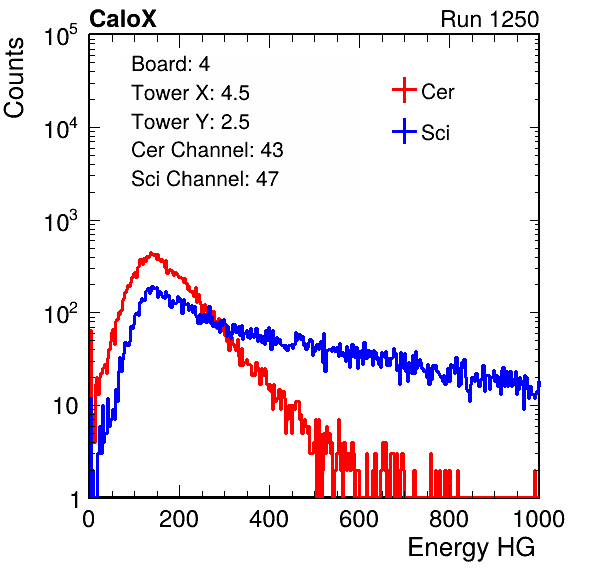 CaloX Run 1250
Counts
10^5
10^4
10^3
10^2
10
1
Board: 4
Tower X: 4.5
Tower Y: 2.5
Cer Channel: 43
Sci Channel: 47
Cer
Sci
0 200 400 600 800 1000
Energy HG